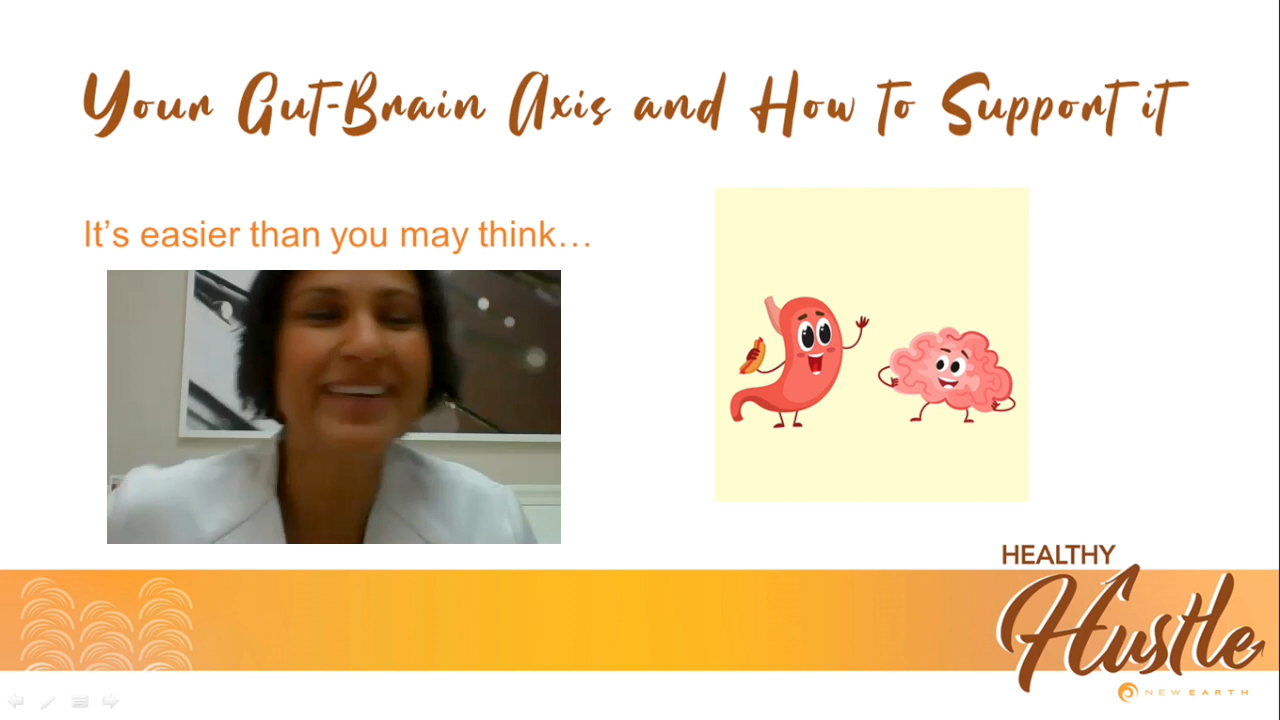 Your Gut-Brain Axis and How to Support it
It’s easier than you may think…
HEALTHY
Hustle
NEW EARTH